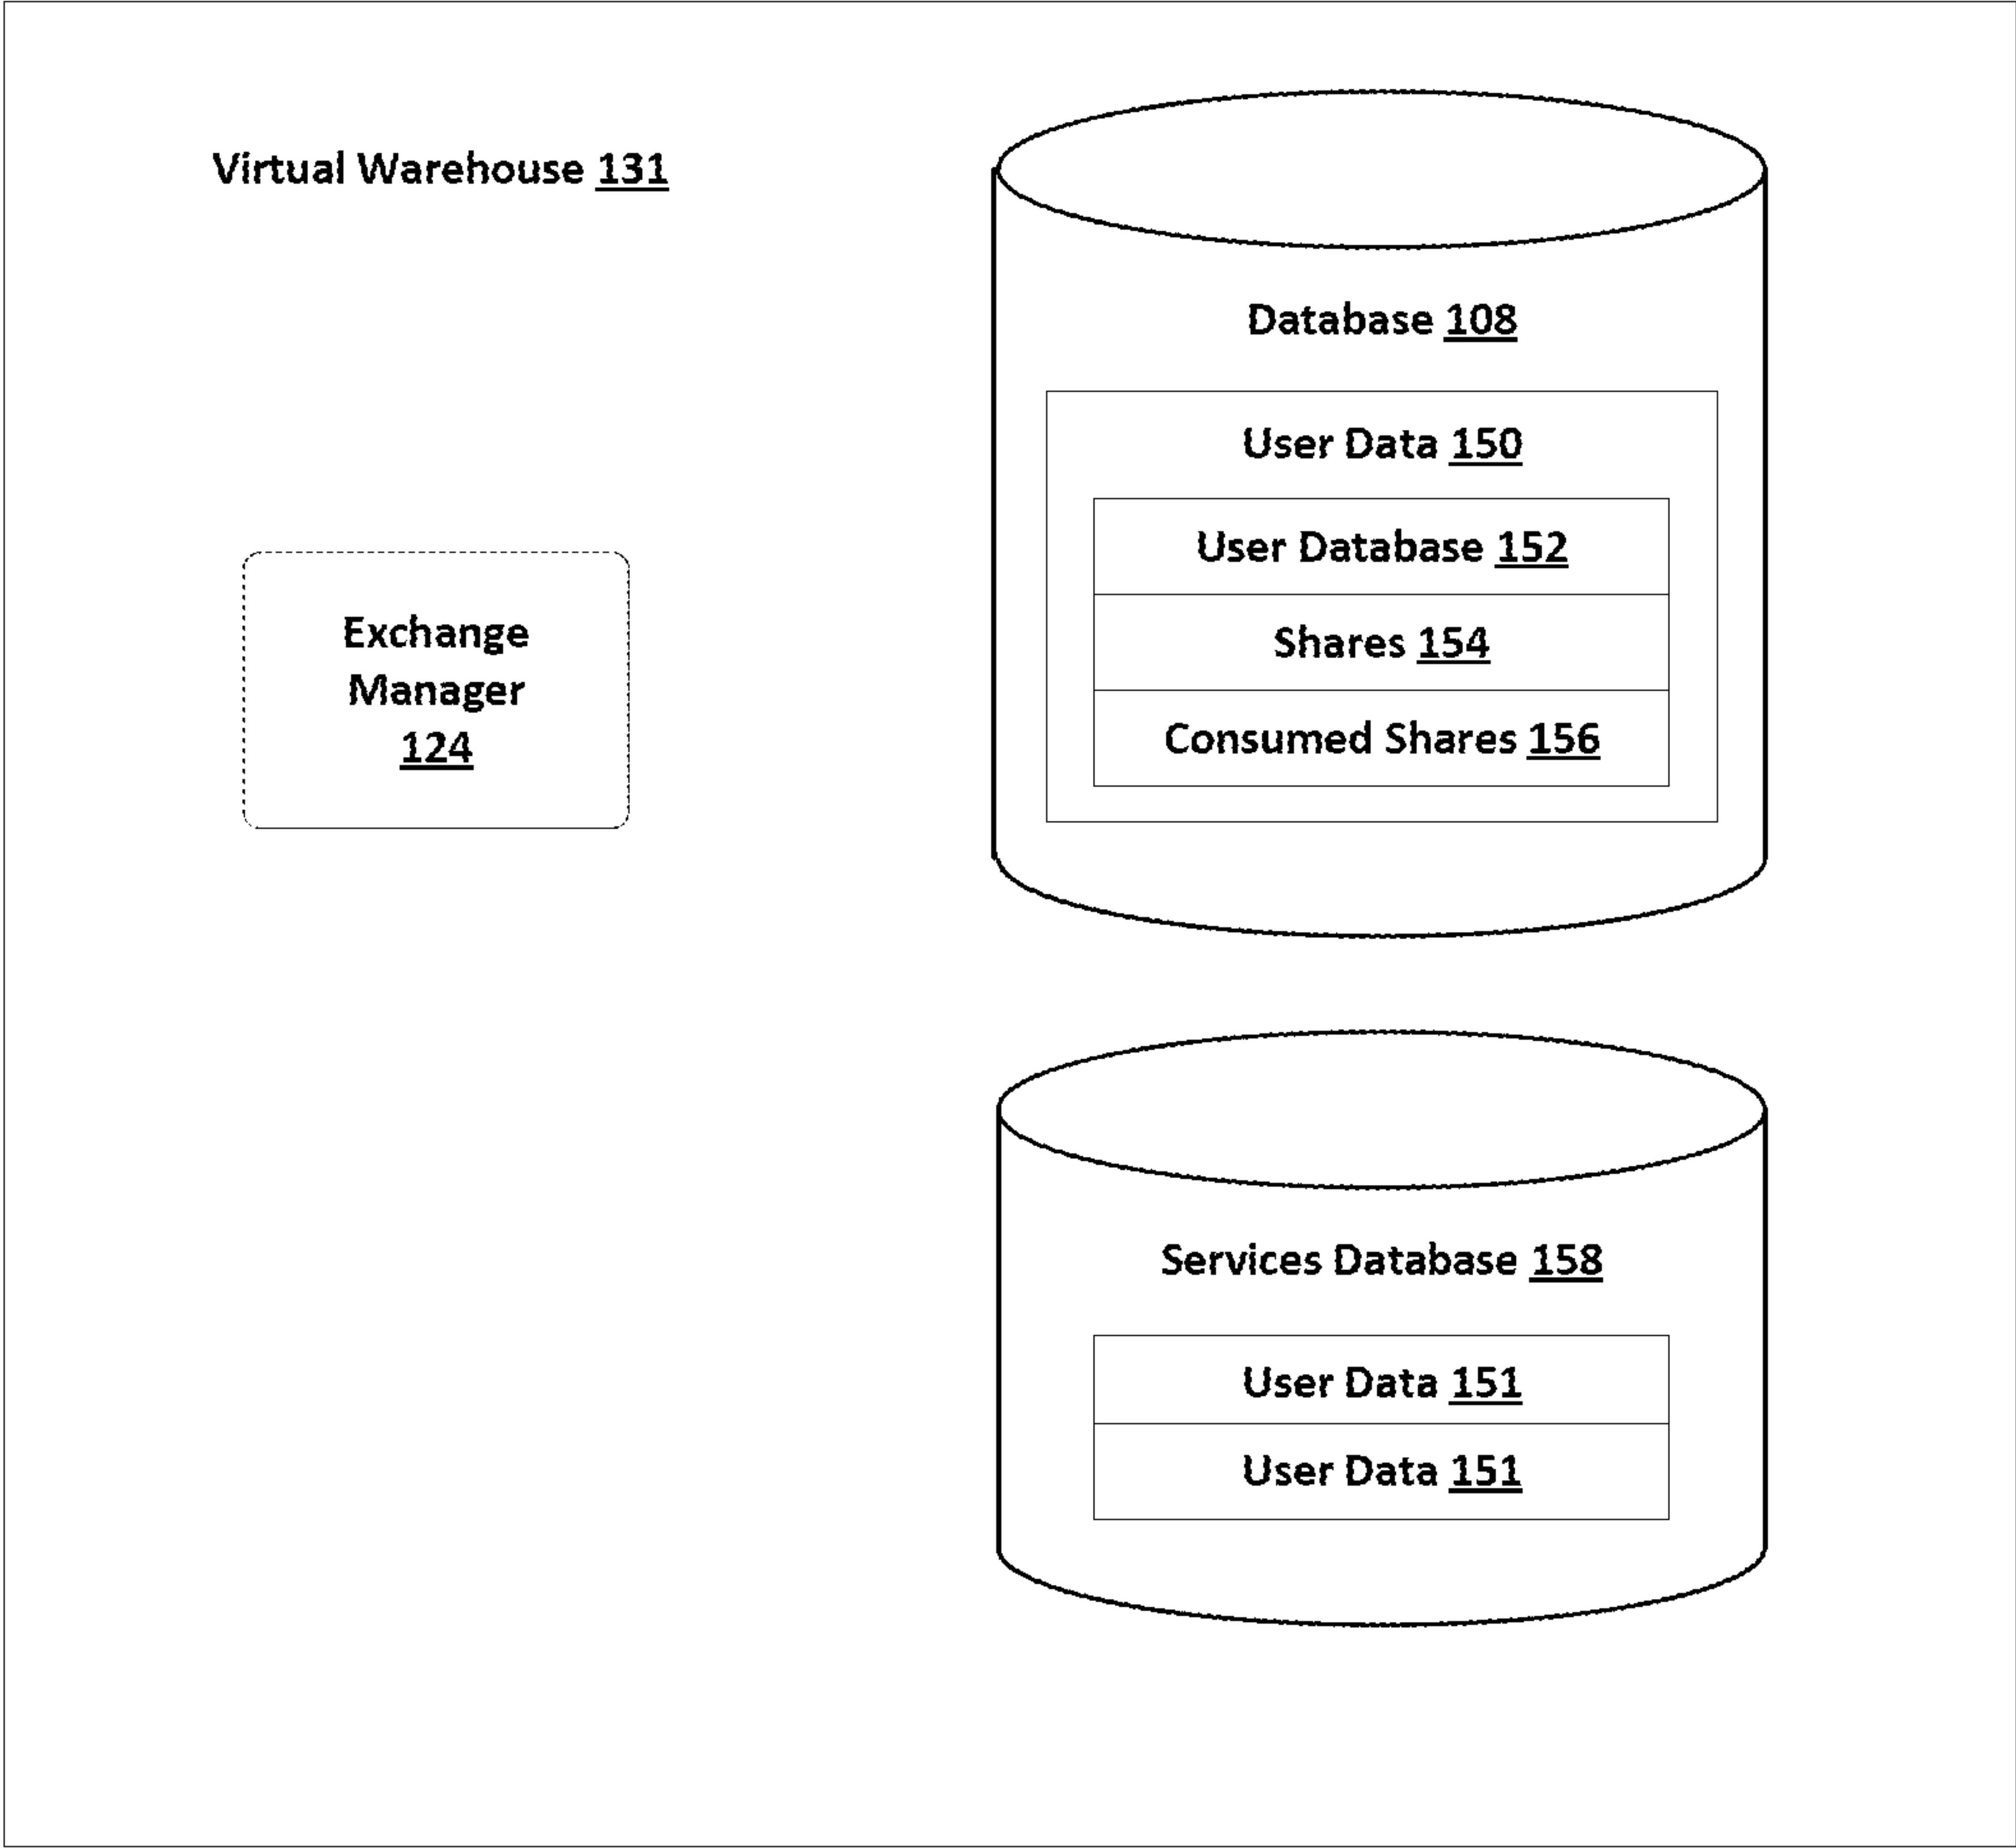 Virtual Warehouse 131
Database 108
User Data 150
User Database 152
Shares 154
Consumed Shares 156
Exchange
Manager
124
Services Database 158
User Data 151
User Data 151